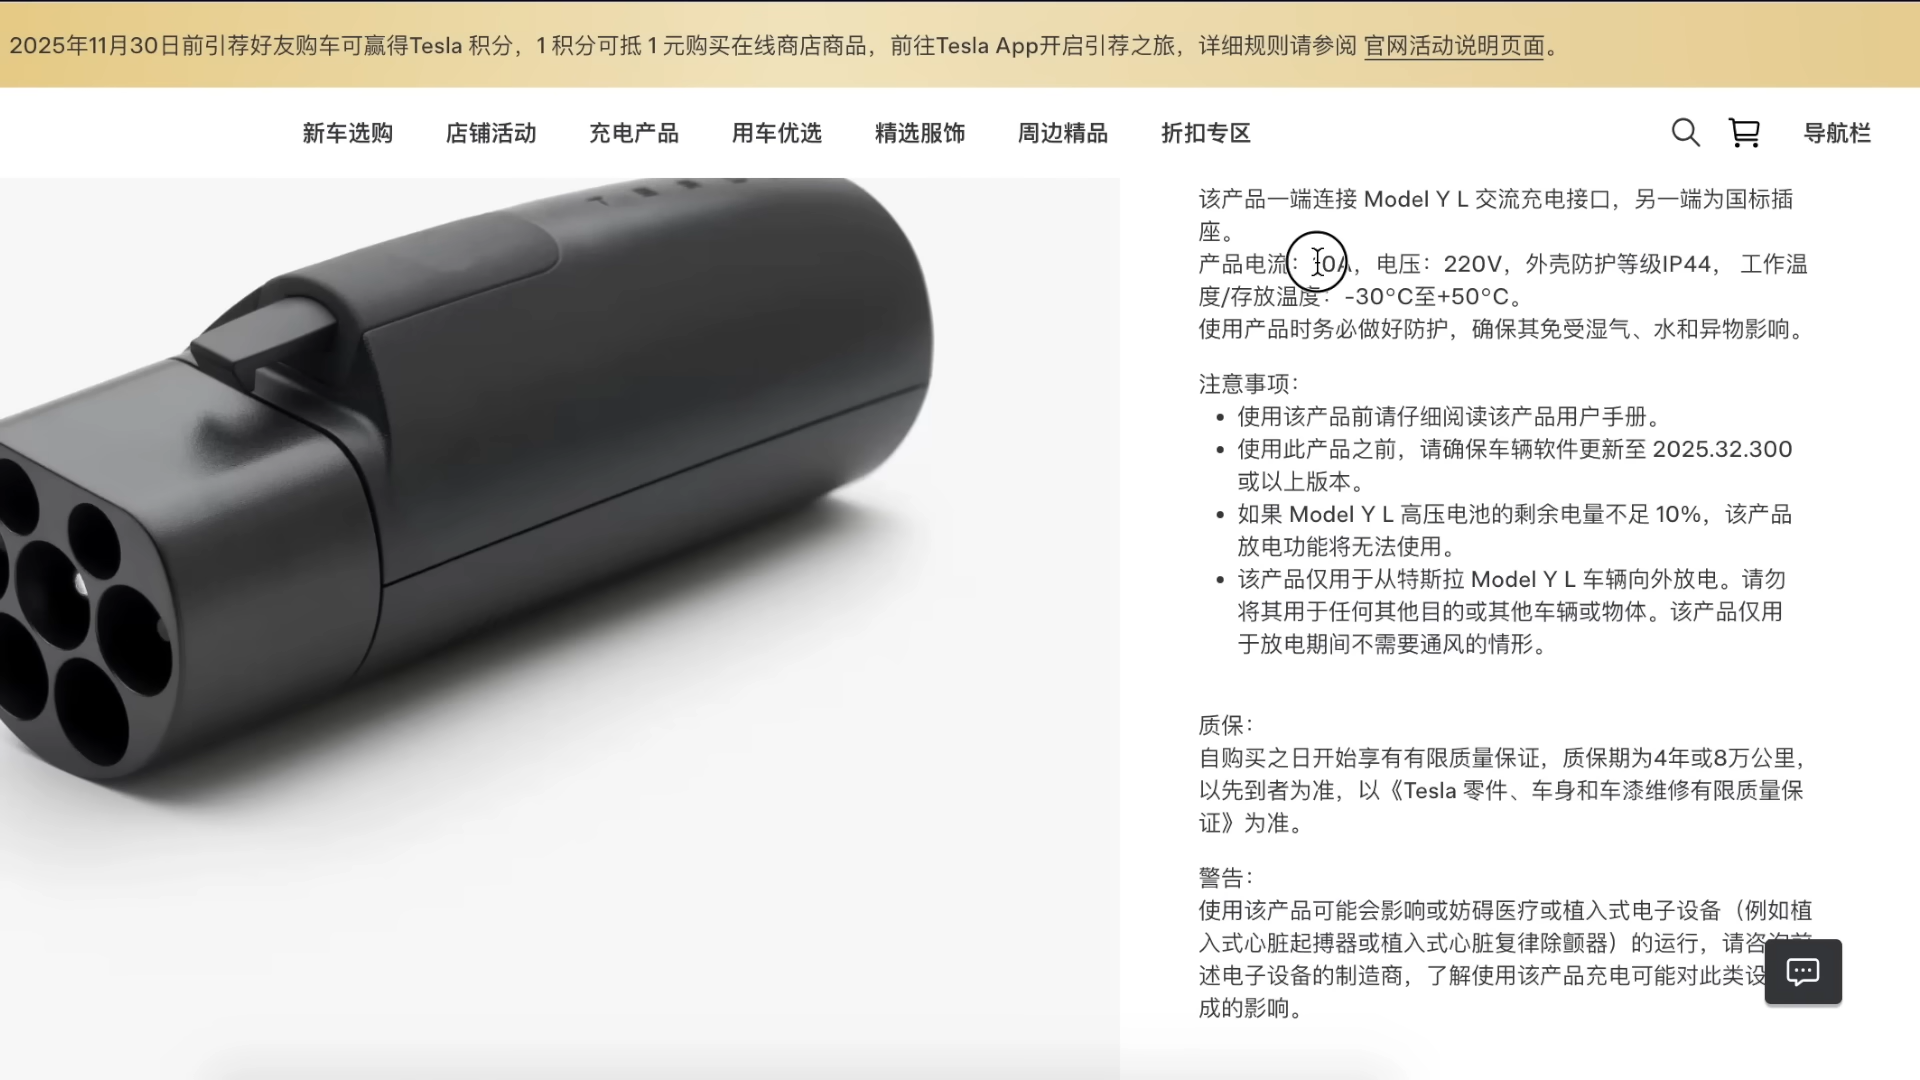 2025年11月30日前引荐好友购车可赢得Tesla 积分，1 积分可抵 1 元购买在线商店商品，前往Tesla App开启引荐之旅，详细规则请参阅 官网活动说明页面。
新车选购 店铺活动 充电产品 用车优选 精选服饰 周边精品 折扣专区 导航栏
该产品一端连接 Model Y L 交流充电接口，另一端为国标插
座。
产品电流：0A，电压：220V，外壳防护等级IP44， 工作温
度/存放温度：-30°C至+50°C。
使用产品时务必做好防护，确保其免受湿气、水和异物影响。
注意事项：
• 使用该产品前请仔细阅读该产品用户手册。
• 使用此产品之前，请确保车辆软件更新至 2025.32.300
或以上版本。
• 如果 Model Y L 高压电池的剩余电量不足 10%，该产品
放电功能将无法使用。
• 该产品仅用于从特斯拉 Model Y L 车辆向外放电。请勿
将其用于任何其他目的或其他车辆或物体。该产品仅用
于放电期间不需要通风的情形。
质保：
自购买之日开始享有有限质量保证，质保期为4年或8万公里，
以先到者为准，以《Tesla 零件、车身和车漆维修有限质量保
证》为准。
警告：
使用该产品可能会影响或妨碍医疗或植入式电子设备（例如植
入式心脏起搏器或植入式心脏复律除颤器）的运行，请咨询前
述电子设备的制造商，了解使用该产品充电可能对此类设
成的影响。